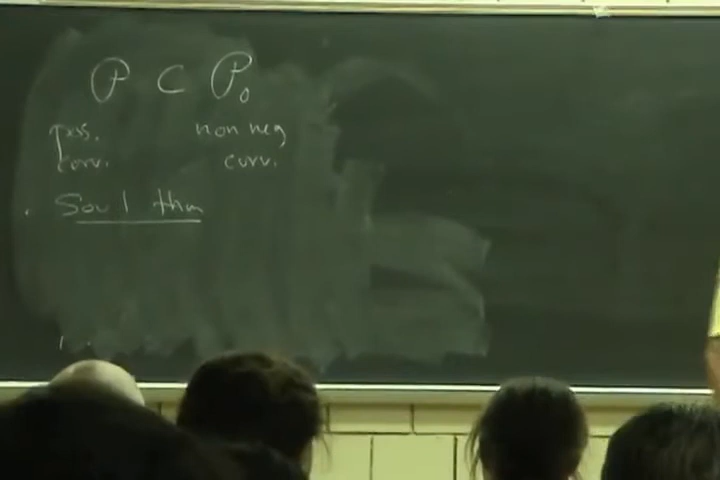 P ⊂ P₀
pos. non neg
curv. curv.
. Soul thm